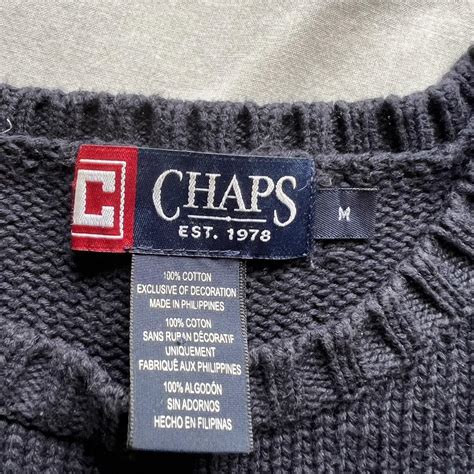 C
CHAPS
EST. 1978
M
100% COTTON
EXCLUSIVE OF DECORATION
MADE IN PHILIPPINES
100% COTON
SANS RUBAN DÉCORATIF
UNIQUEMENT
FABRIQUÉ AUX PHILIPPINES
100% ALGODÓN
SIN ADORNOS
HECHO EN FILIPINAS